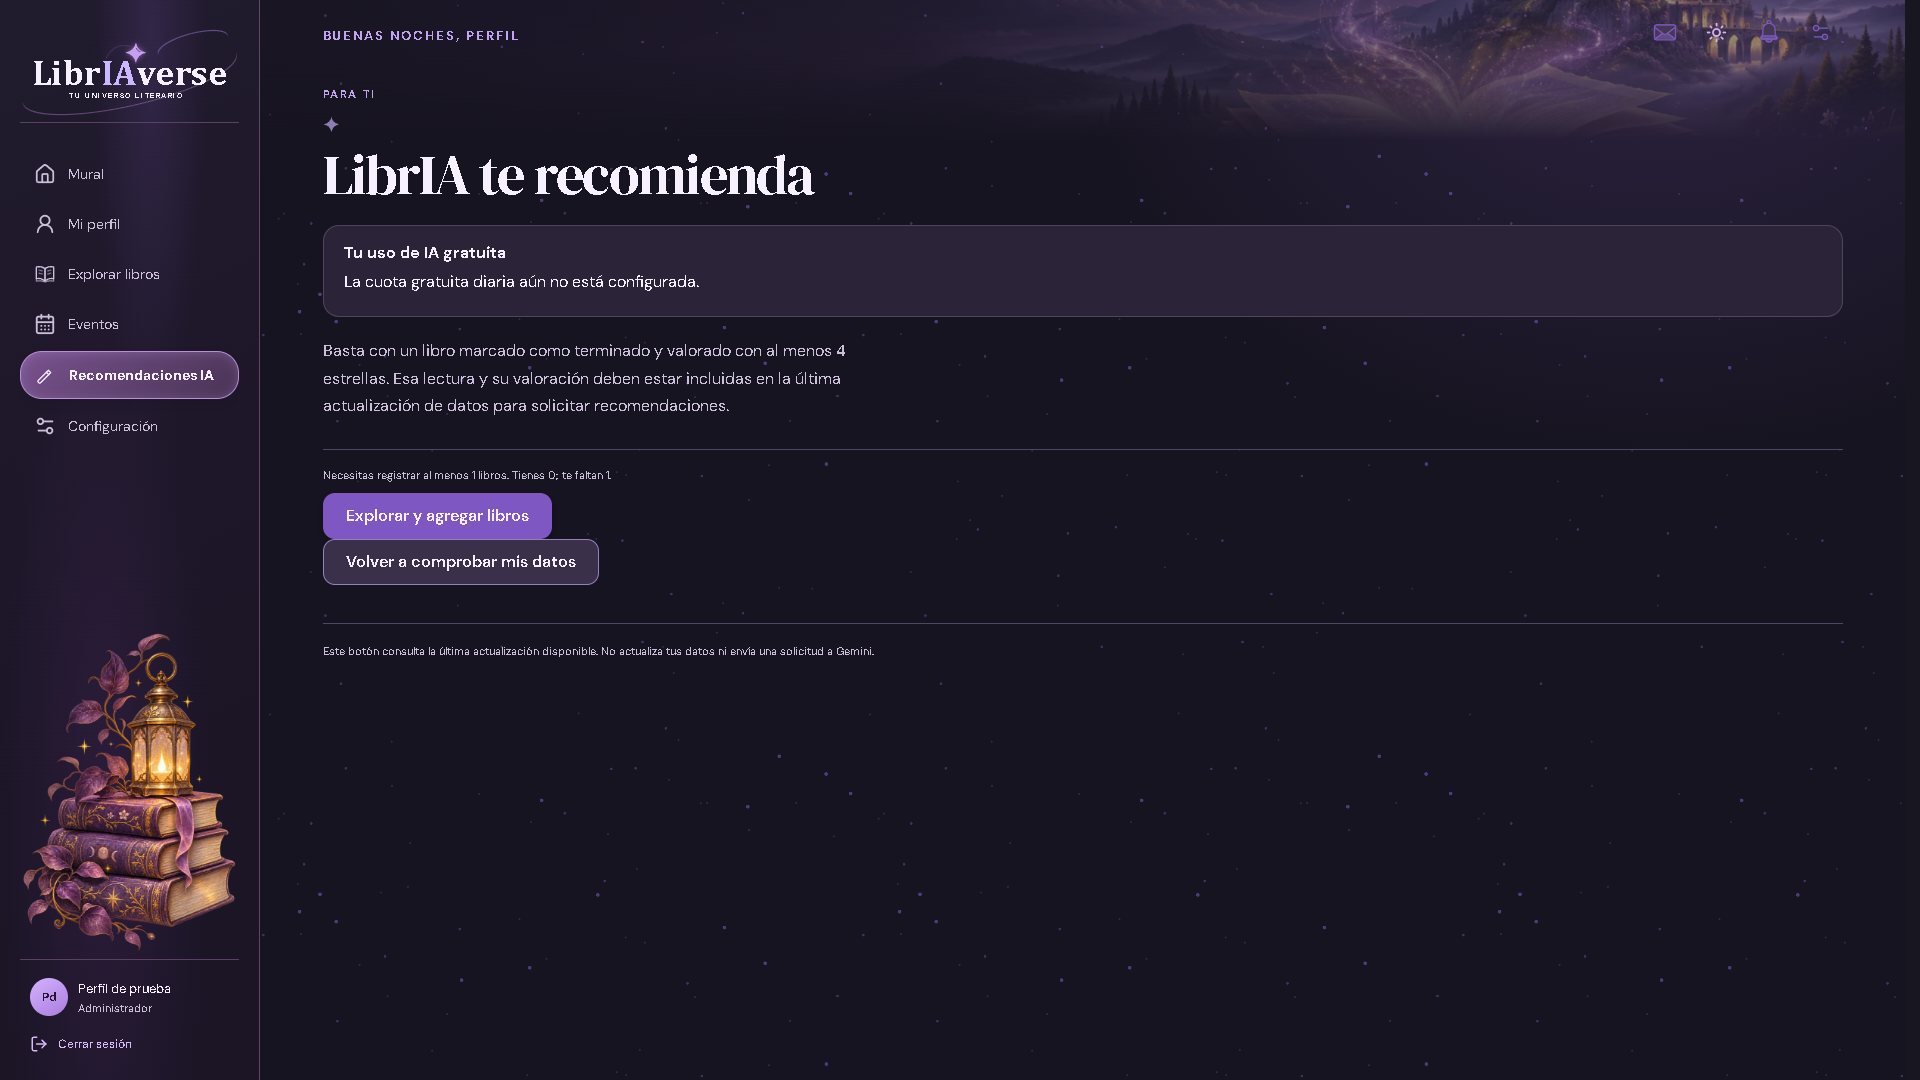 LibrIAverse
TU UNIVERSO LITERARIO
Mural
Mi perfil
Explorar libros
Eventos
Recomendaciones IA
Configuración
Pd
Perfil de prueba
Administrador
Cerrar sesión
BUENAS NOCHES, PERFIL
PARA TI
LibrIA te recomienda
Tu uso de IA gratuita
La cuota gratuita diaria aún no está configurada.
Basta con un libro marcado como terminado y valorado con al menos 4
estrellas. Esa lectura y su valoración deben estar incluidas en la última
actualización de datos para solicitar recomendaciones.
Necesitas registrar al menos 1 libros. Tienes 0; te faltan 1.
Explorar y agregar libros
Volver a comprobar mis datos
Este botón consulta la última actualización disponible. No actualiza tus datos ni envía una solicitud a Gemini.